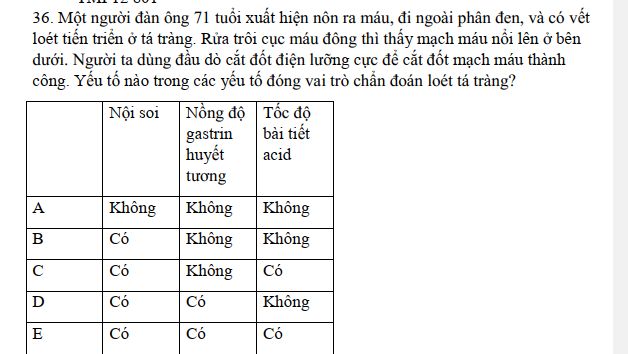 36. Một người đàn ông 71 tuổi xuất hiện nôn ra máu, đi ngoài phân đen, và có vết
loét tiến triển ở tá tràng. Rửa trôi cục máu đông thì thấy mạch máu nổi lên ở bên
dưới. Người ta dùng đầu dò cắt đốt điện lưỡng cực để cắt đốt mạch máu thành
công. Yếu tố nào trong các yếu tố đóng vai trò chẩn đoán loét tá tràng?
Nội soi Nồng độ Tốc độ
gastrin bài tiết
huyết acid
tương
A Không Không Không
B Có Không Không
C Có Không Có
D Có Có Không
E Có Có Có